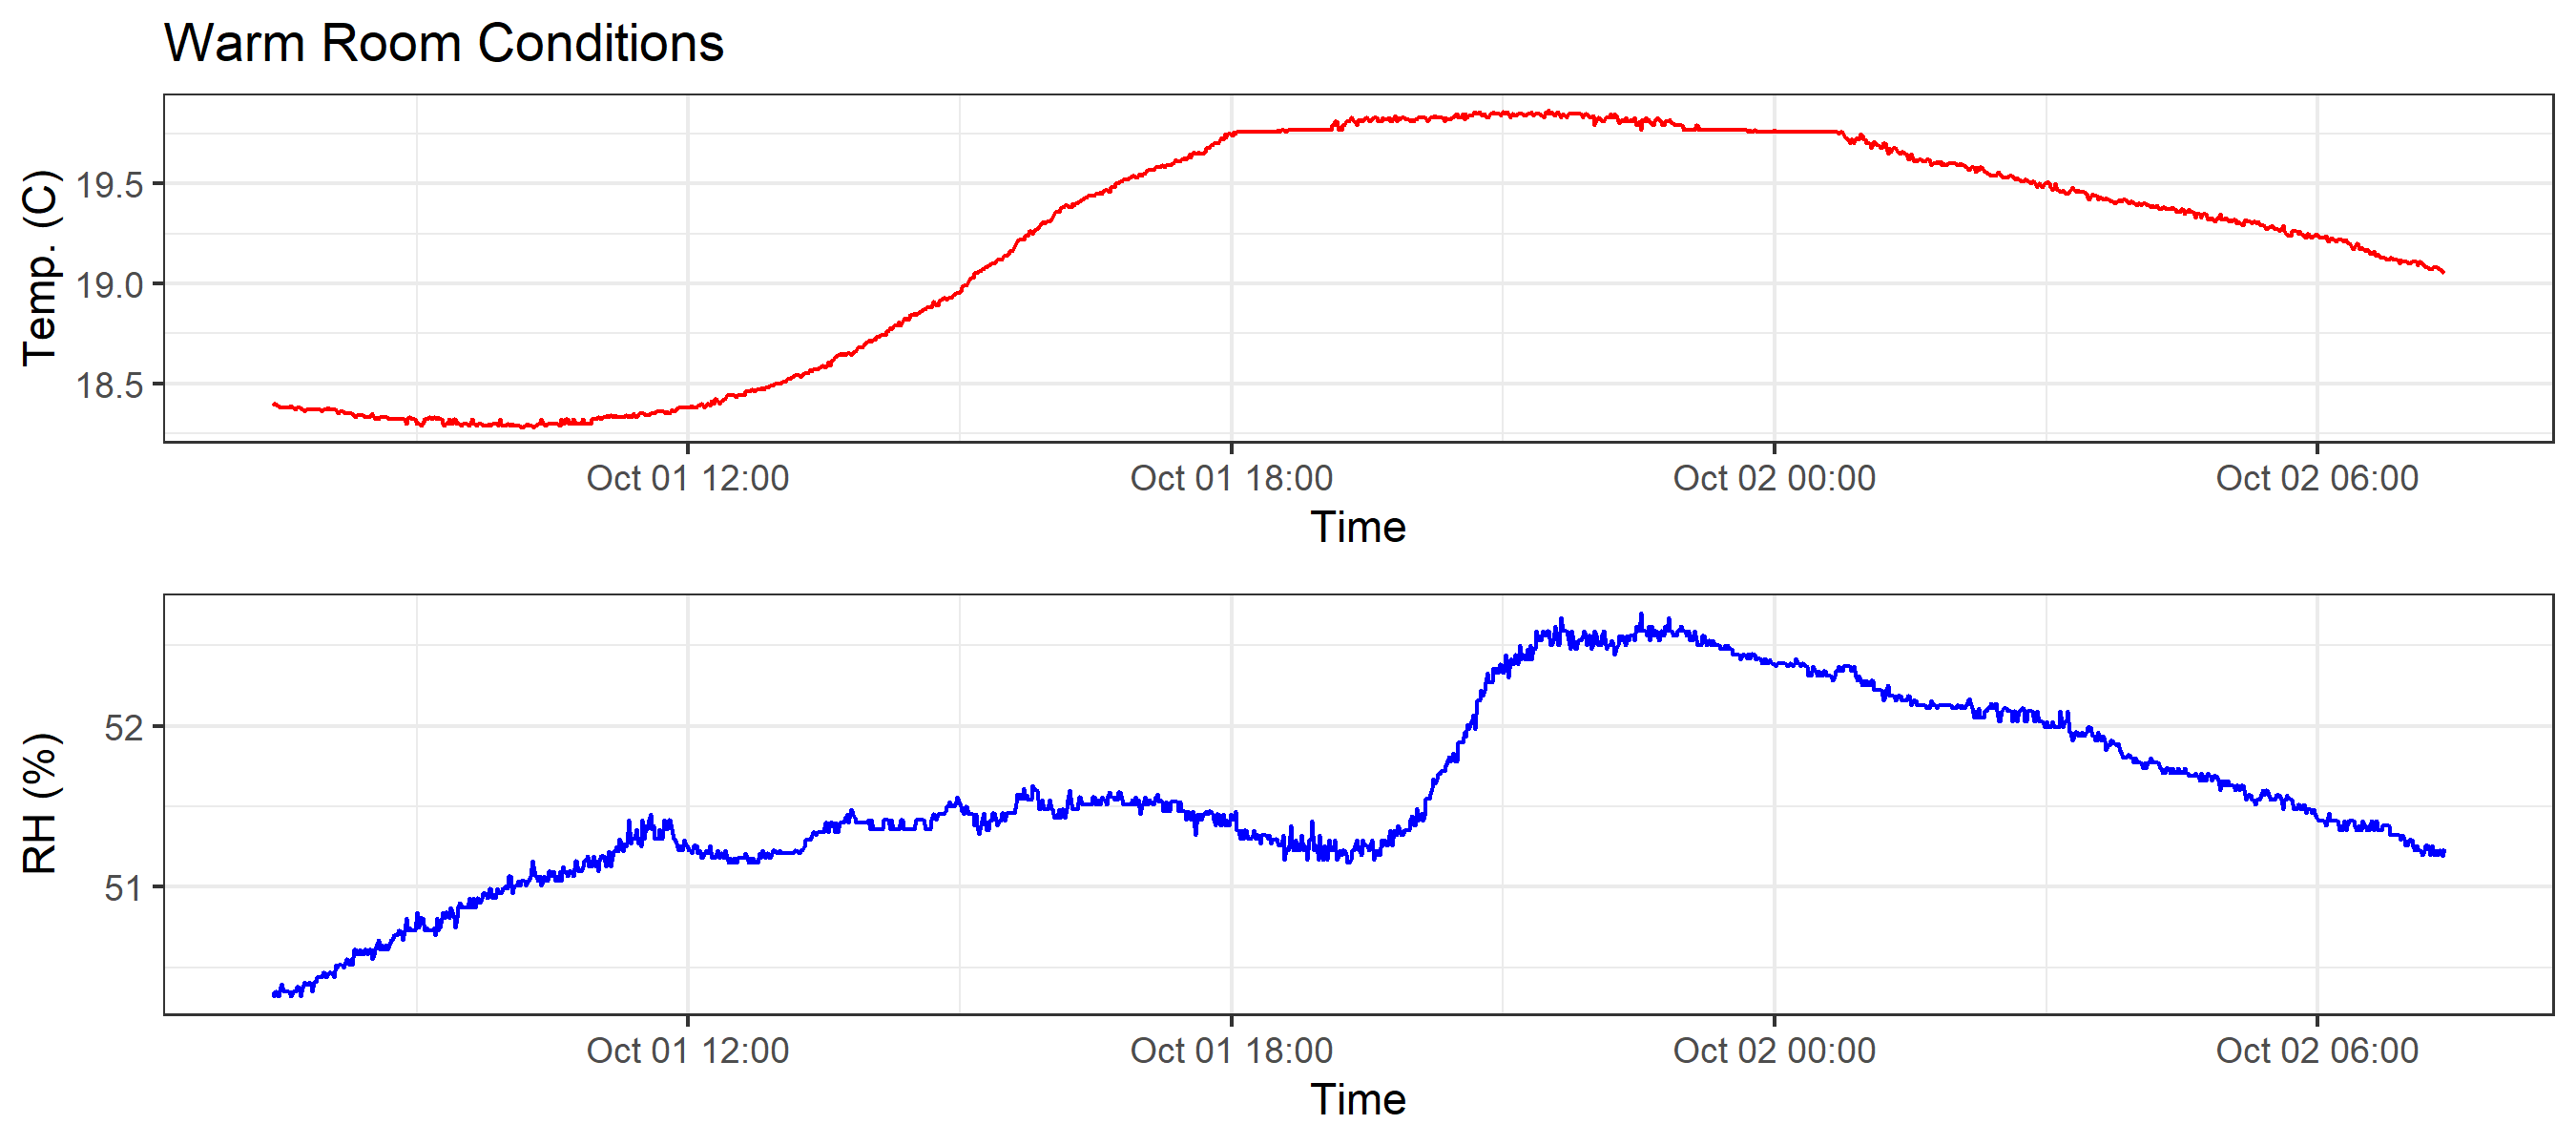 Warm Room Conditions
Temp. (C)
19.5
19.0
18.5
Oct 01 12:00 Oct 01 18:00 Oct 02 00:00 Oct 02 06:00
Time
RH (%)
52
51
Oct 01 12:00 Oct 01 18:00 Oct 02 00:00 Oct 02 06:00
Time